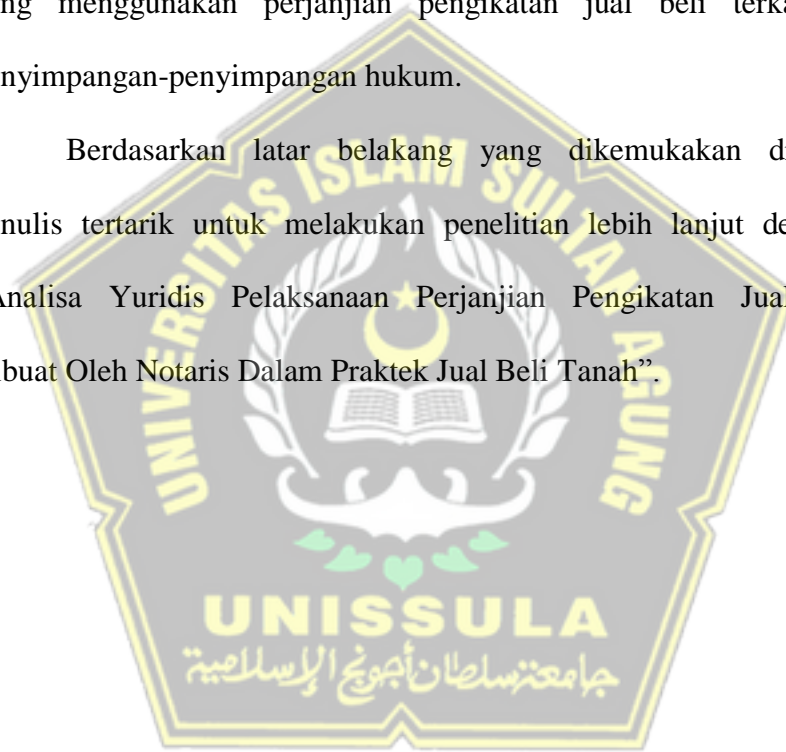 ng menggunakan perjanjian pengikatan jual beli terka
nyimpangan-penyimpangan hukum.
Berdasarkan latar belakang yang dikemukakan di
nulis tertarik untuk melakukan penelitian lebih lanjut de
Analisa Yuridis Pelaksanaan Perjanjian Pengikatan Jual
buat Oleh Notaris Dalam Praktek Jual Beli Tanah”.
UNIVERSITAS ISLAM SULTAN AGUNG
UNISSULA
جامعتنسلطان أجونج الإسلامية